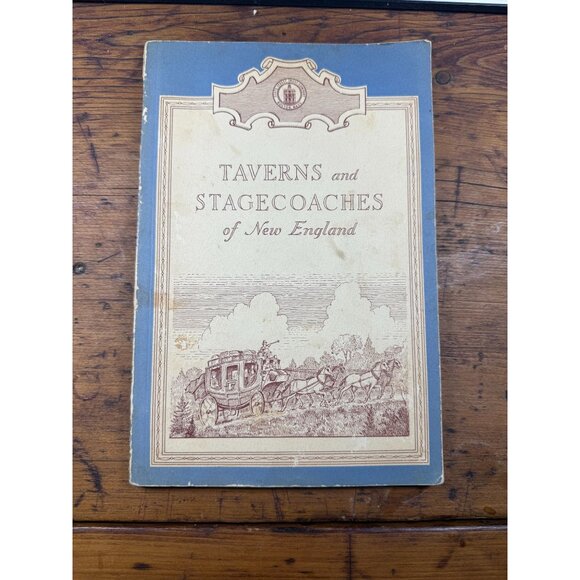 TAVERNS and
STAGECOACHES
of New England